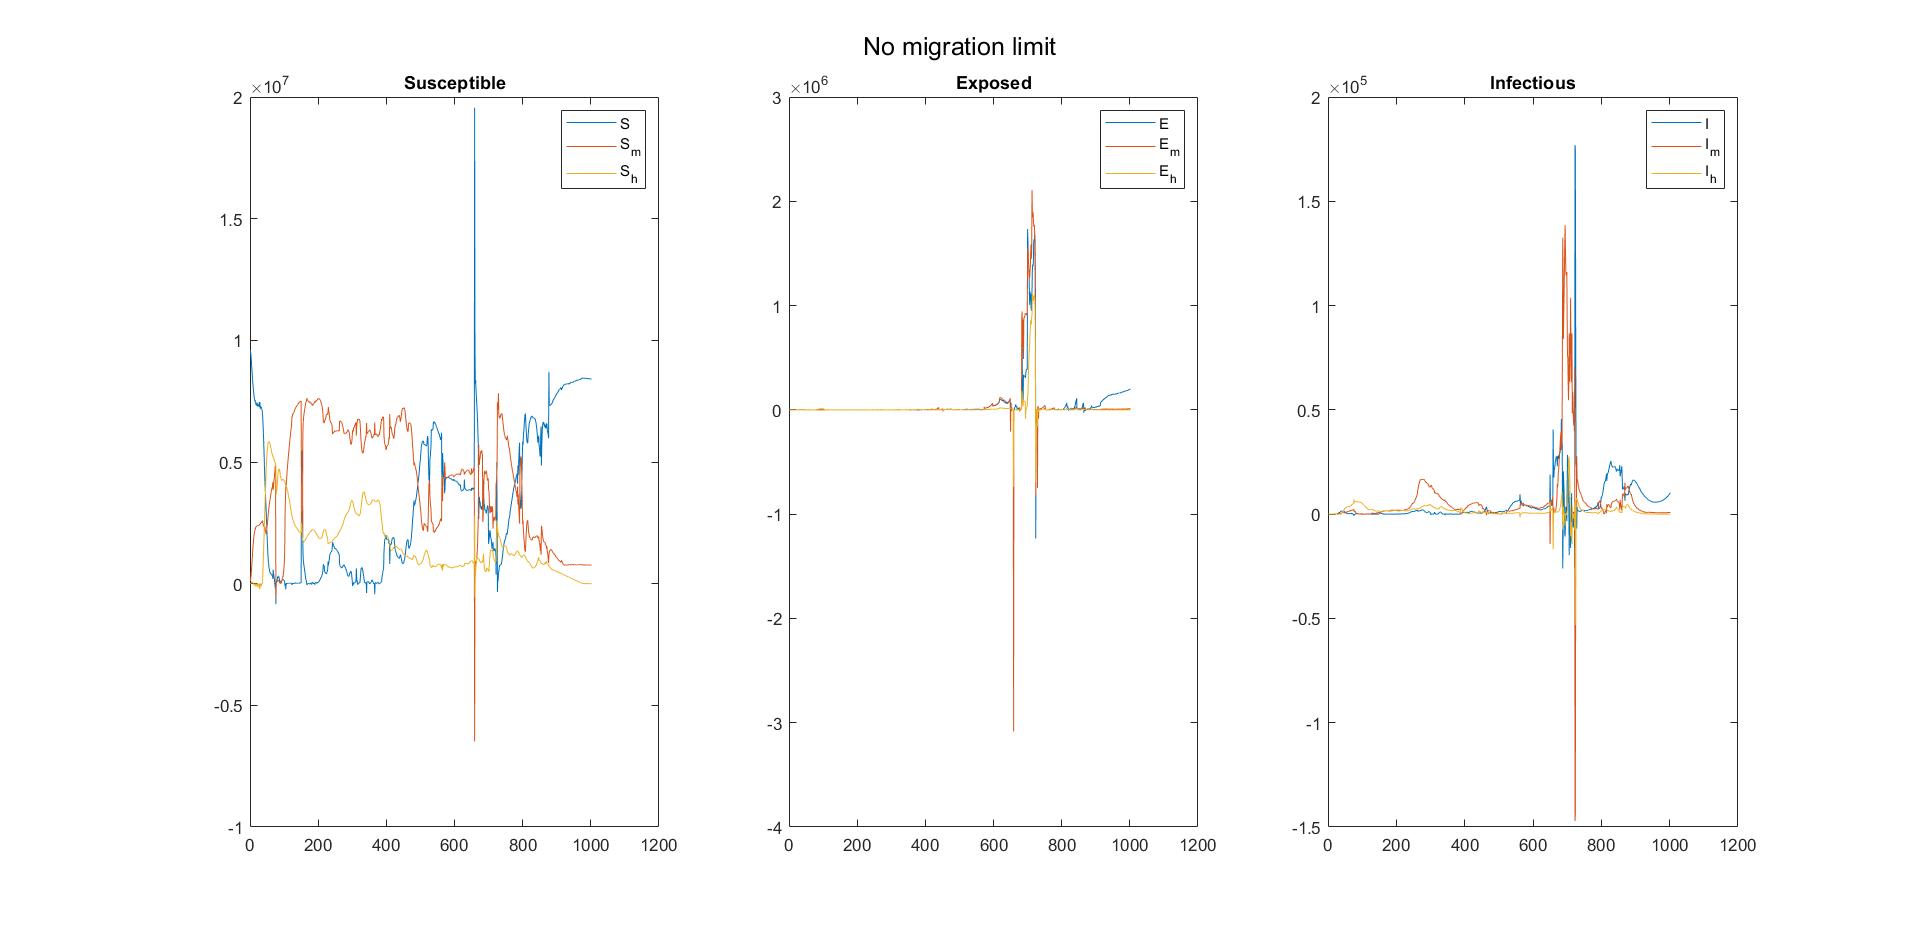 No migration limit
Susceptible
×10^7
2
1.5
1
0.5
0
-0.5
-1
0 200 400 600 800 1000 1200
S
S_m
S_h
Exposed
×10^6
3
2
1
0
-1
-2
-3
-4
0 200 400 600 800 1000 1200
E
E_m
E_h
Infectious
×10^5
2
1.5
1
0.5
0
-0.5
-1
-1.5
0 200 400 600 800 1000 1200
I
I_m
I_h